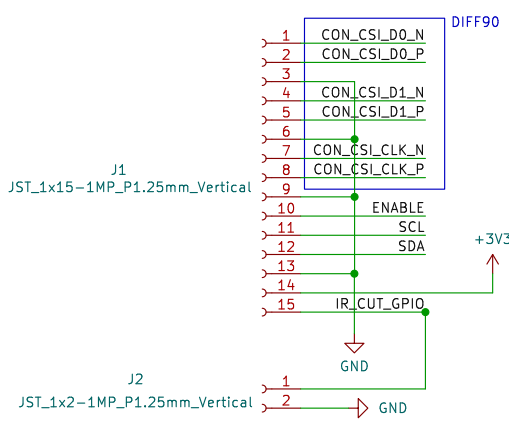 DIFF90
1 CON_CSI_D0_N
2 CON_CSI_D0_P
3
4 CON_CSI_D1_N
5 CON_CSI_D1_P
6
7 CON_CSI_CLK_N
8 CON_CSI_CLK_P
J1
JST_1x15-1MP_P1.25mm_Vertical
9
10 ENABLE
11 SCL
12 SDA
+3V3
13
14
15 IR_CUT_GPIO
GND
J2
JST_1x2-1MP_P1.25mm_Vertical
1
2 GND